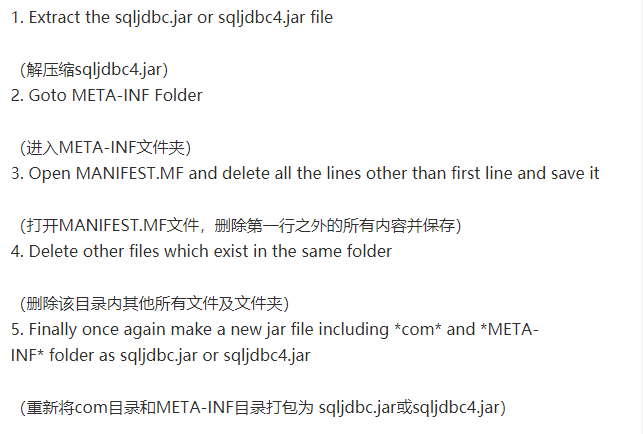 1. Extract the sqljdbc.jar or sqljdbc4.jar file
（解压缩sqljdbc4.jar）
2. Goto META-INF Folder
（进入META-INF文件夹）
3. Open MANIFEST.MF and delete all the lines other than first line and save it
（打开MANIFEST.MF文件，删除第一行之外的所有内容并保存）
4. Delete other files which exist in the same folder
（删除该目录内其他所有文件及文件夹）
5. Finally once again make a new jar file including *com* and *META-
INF* folder as sqljdbc.jar or sqljdbc4.jar
（重新将com目录和META-INF目录打包为 sqljdbc.jar或sqljdbc4.jar）